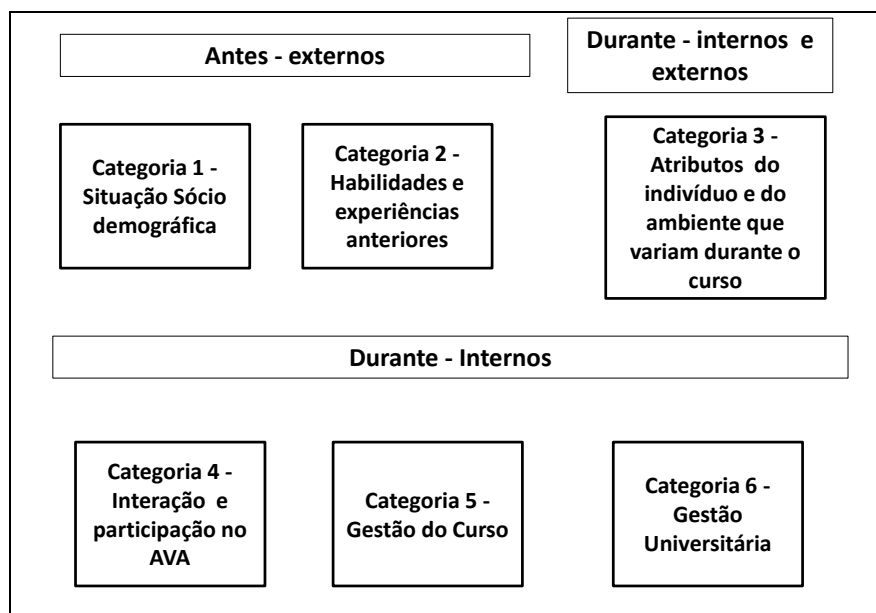 Antes - externos
Durante - internos e
externos
Categoria 1 -
Situação Sócio
demográfica
Categoria 2 -
Habilidades e
experiências
anteriores
Categoria 3 -
Atributos do
indivíduo e do
ambiente que
variam durante o
curso
Durante - Internos
Categoria 4 -
Interação e
participação no
AVA
Categoria 5 -
Gestão do Curso
Categoria 6 -
Gestão
Universitária